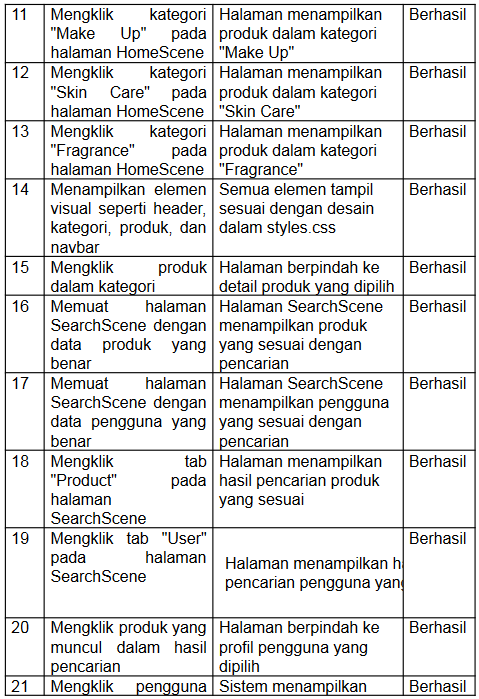 11 Mengklik kategori Halaman menampilkan Berhasil
"Make Up" pada produk dalam kategori
halaman HomeScene "Make Up"
12 Mengklik kategori Halaman menampilkan Berhasil
"Skin Care" pada produk dalam kategori
halaman HomeScene "Skin Care"
13 Mengklik kategori Halaman menampilkan Berhasil
"Fragrance" pada produk dalam kategori
halaman HomeScene "Fragrance"
14 Menampilkan elemen Semua elemen tampil Berhasil
visual seperti header, sesuai dengan desain
kategori, produk, dan dalam styles.css
navbar
15 Mengklik produk Halaman berpindah ke Berhasil
dalam kategori detail produk yang dipilih
16 Memuat halaman Halaman SearchScene Berhasil
SearchScene dengan menampilkan produk
data produk yang yang sesuai dengan
benar pencarian
17 Memuat halaman Halaman SearchScene Berhasil
SearchScene dengan menampilkan pengguna
data pengguna yang yang sesuai dengan
benar pencarian
18 Mengklik tab Halaman menampilkan Berhasil
"Product" pada hasil pencarian produk
halaman yang sesuai
SearchScene
19 Mengklik tab "User" Berhasil
pada halaman Halaman menampilkan
SearchScene pencarian pengguna yang
20 Mengklik produk yang Halaman berpindah ke Berhasil
muncul dalam hasil profil pengguna yang
pencarian dipilih
21 Mengklik pengguna Sistem menampilkan Berhasil